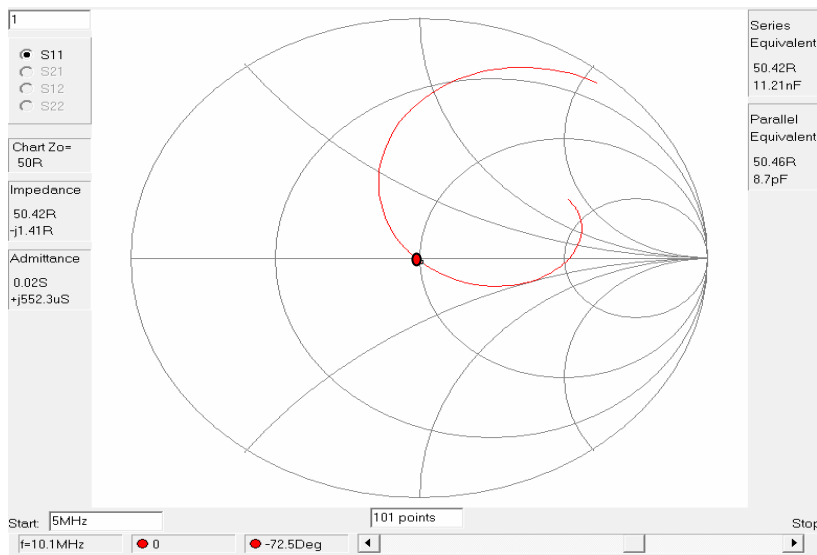 1
S11
S21
S12
S22
Chart Zo=
50R
Impedance
50.42R
-j1.41R
Admittance
0.02S
+j552.3uS
Series
Equivalent
50.42R
11.21nF
Parallel
Equivalent
50.46R
8.7pF
Start: 5MHz
101 points
Stop
f=10.1MHz 0 -72.5Deg